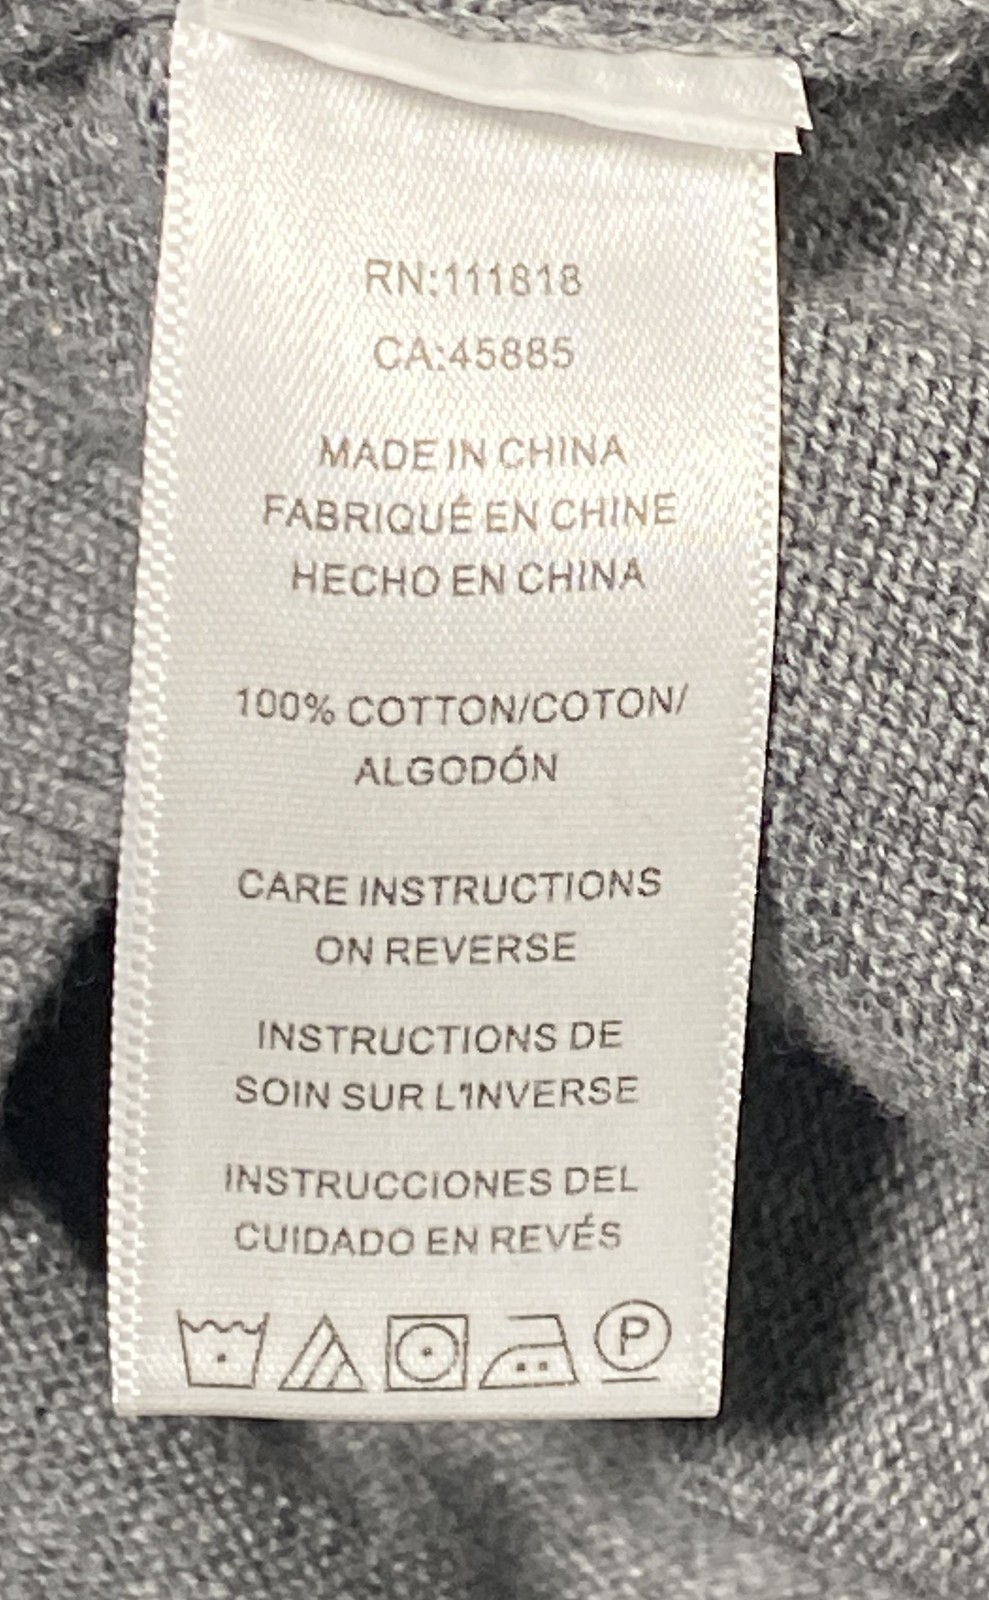 RN:111818
CA:45885
MADE IN CHINA
FABRIQUÉ EN CHINE
HECHO EN CHINA
100% COTTON/COTON/
ALGODÓN
CARE INSTRUCTIONS
ON REVERSE
INSTRUCTIONS DE
SOIN SUR L'INVERSE
INSTRUCCIONES DEL
CUIDADO EN REVÉS
P